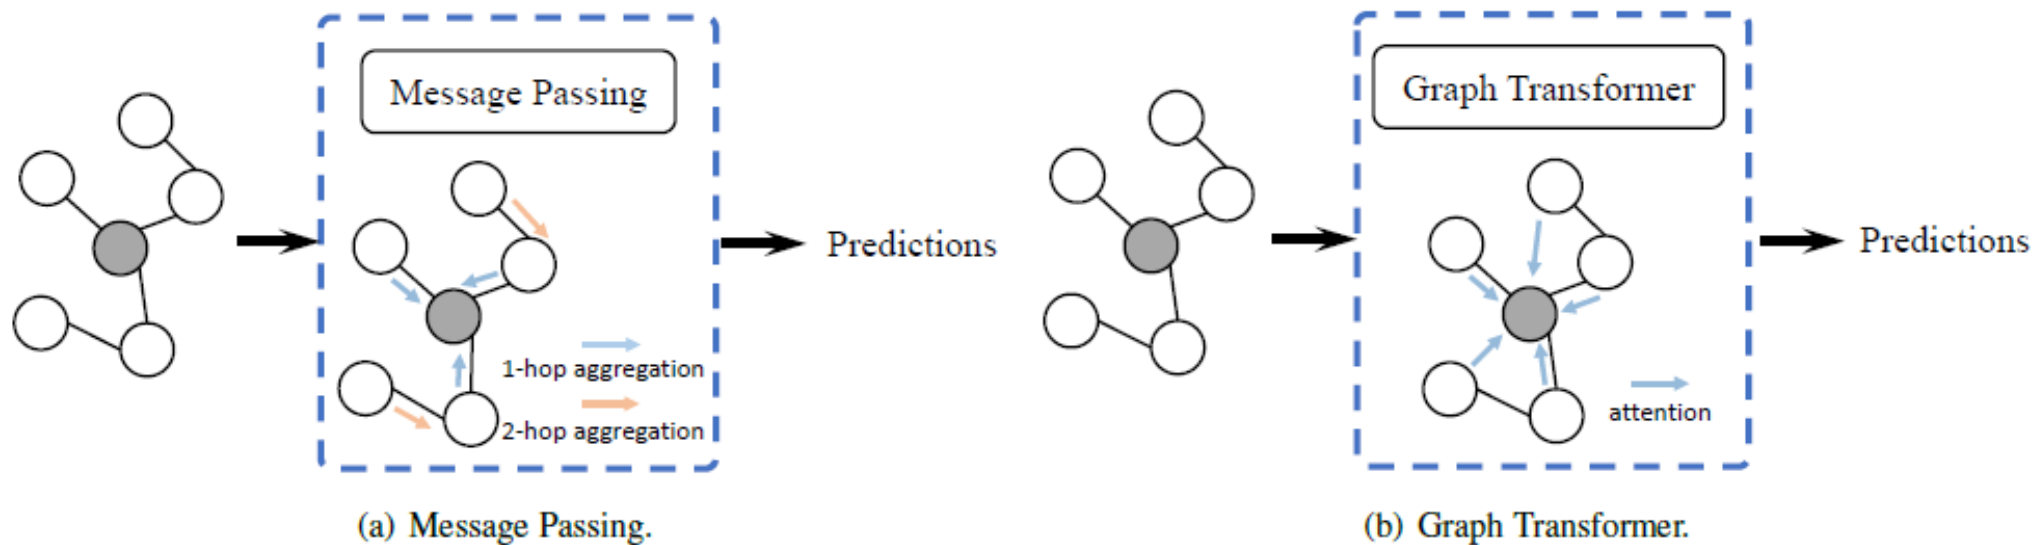 Message Passing
1-hop aggregation
2-hop aggregation
Predictions
(a) Message Passing.
Graph Transformer
attention
Predictions
(b) Graph Transformer.